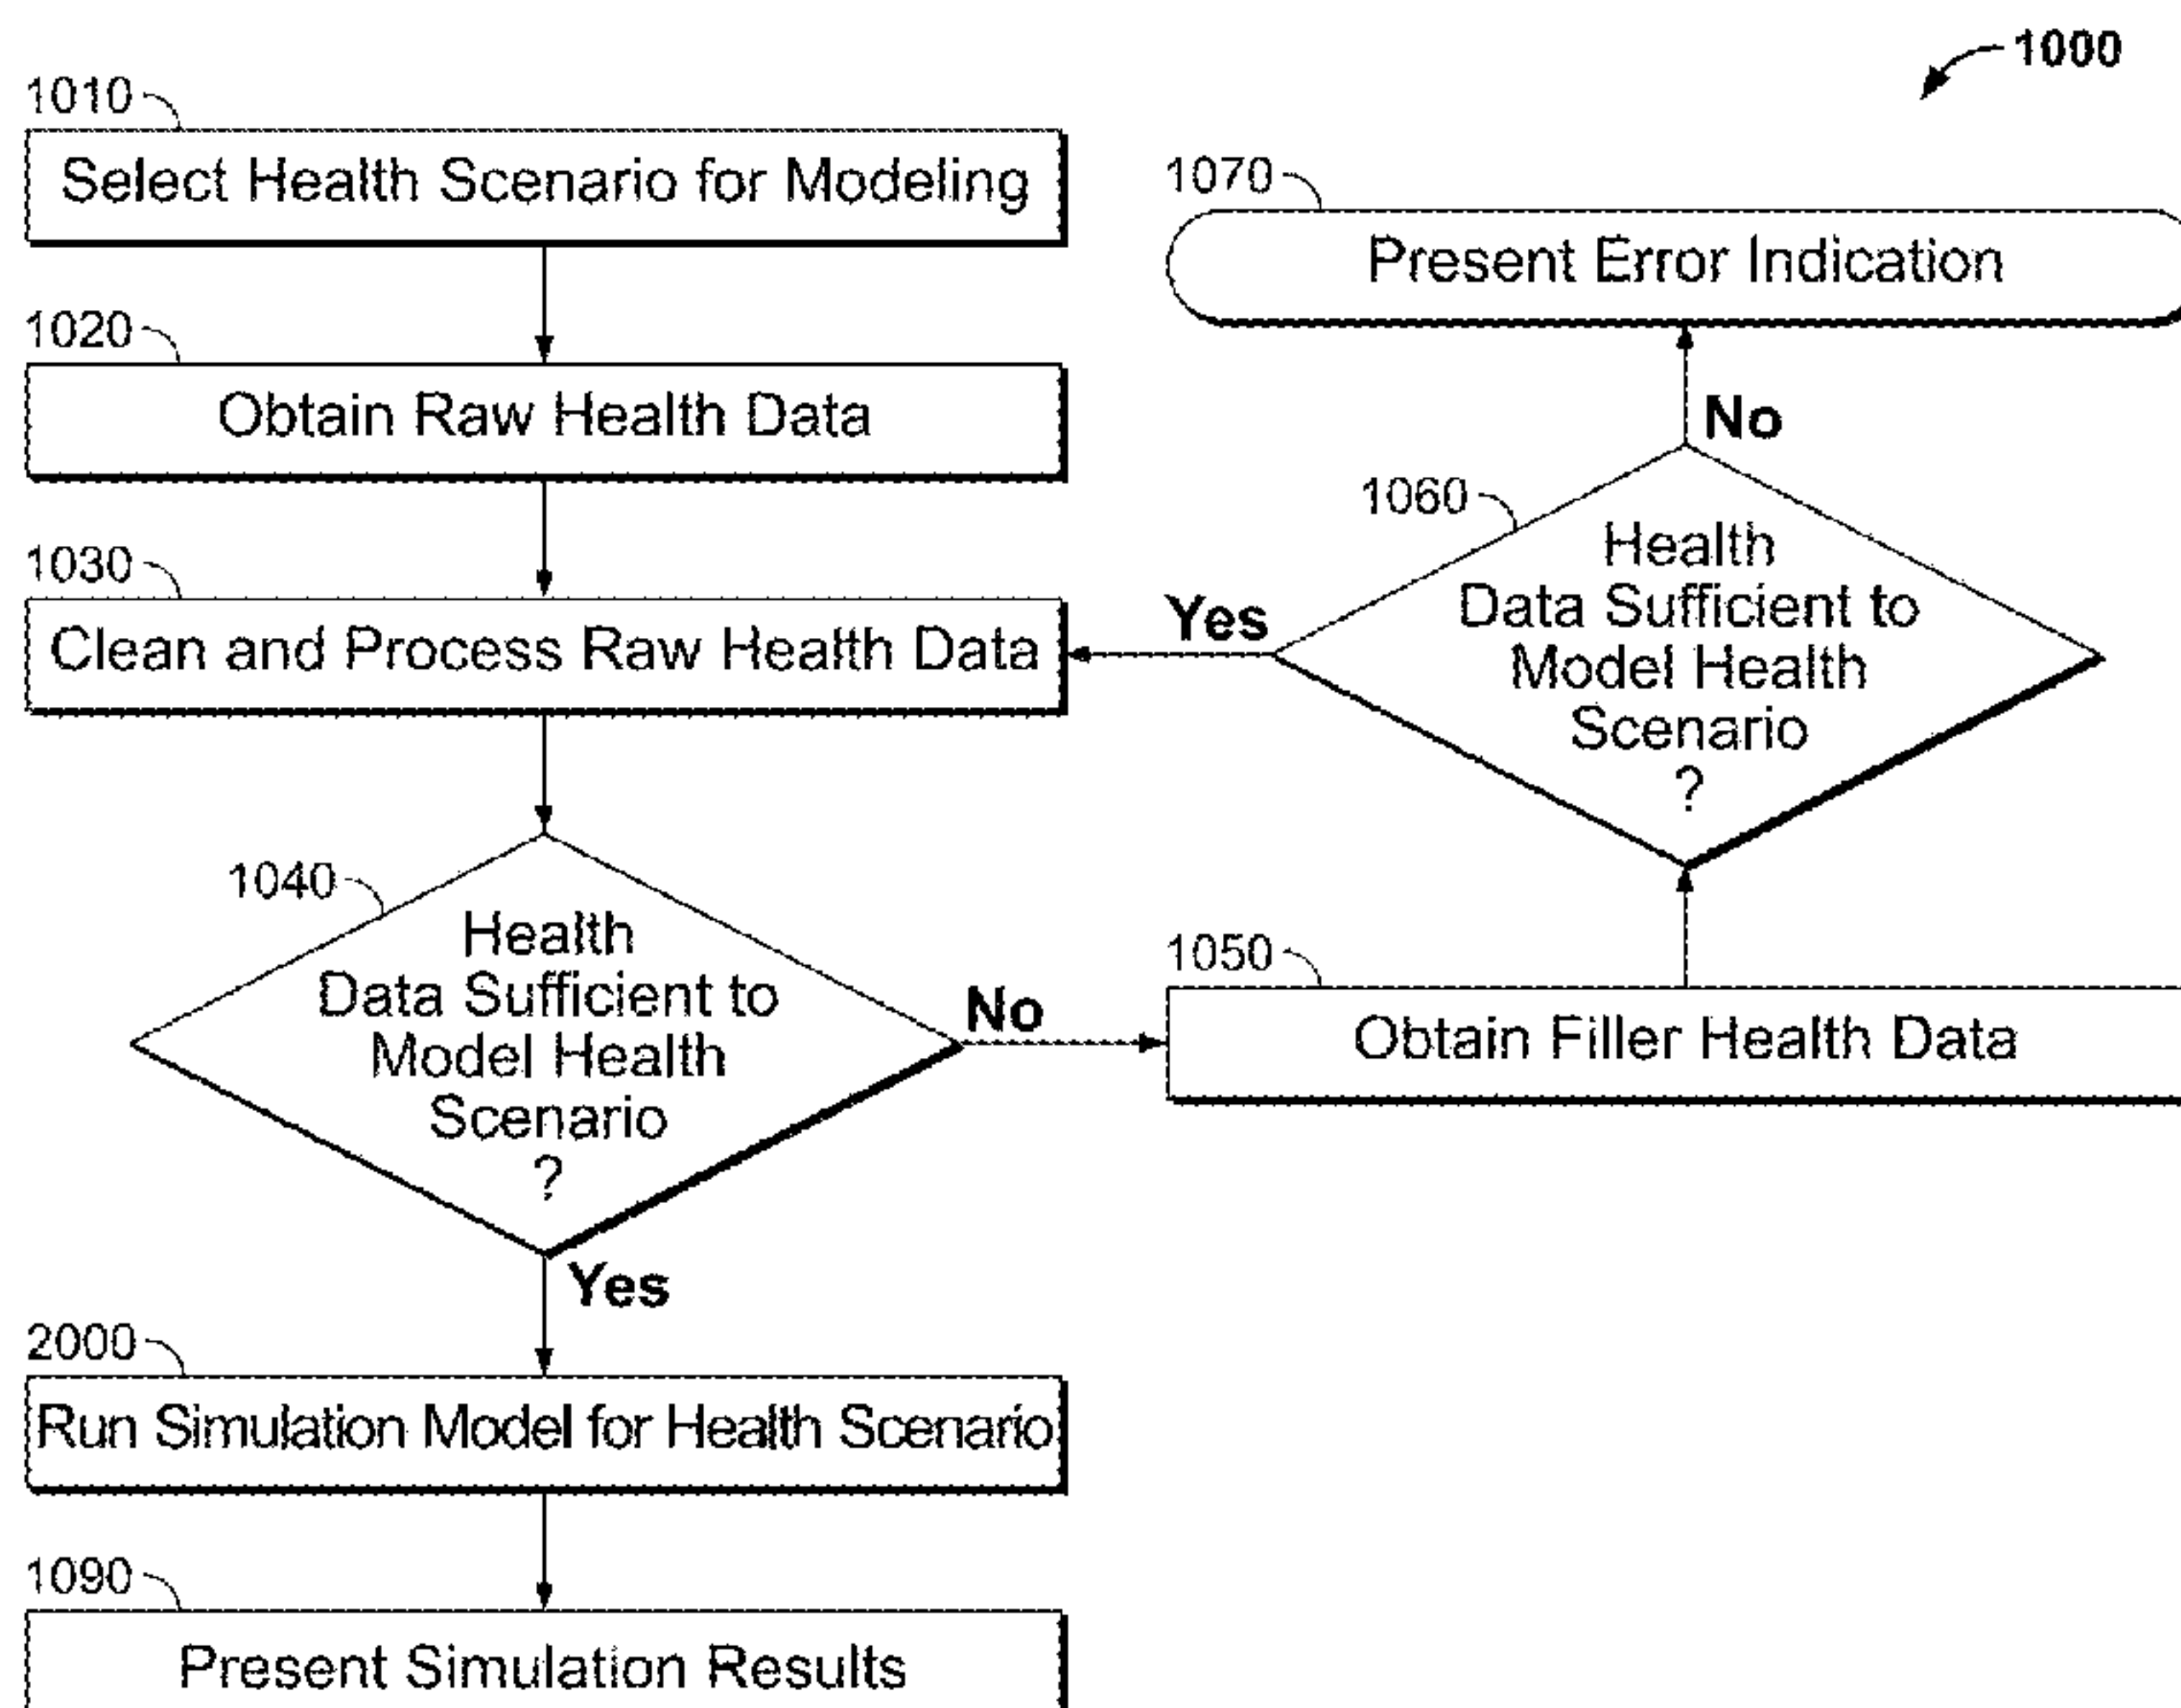 1000
1010
Select Health Scenario for Modeling
1020
Obtain Raw Health Data
1030
Clean and Process Raw Health Data
1040
Health
Data Sufficient to
Model Health
Scenario
?
No
Yes
1050
Obtain Filler Health Data
1060
Health
Data Sufficient to
Model Health
Scenario
?
Yes
No
1070
Present Error Indication
2000
Run Simulation Model for Health Scenario
1090
Present Simulation Results